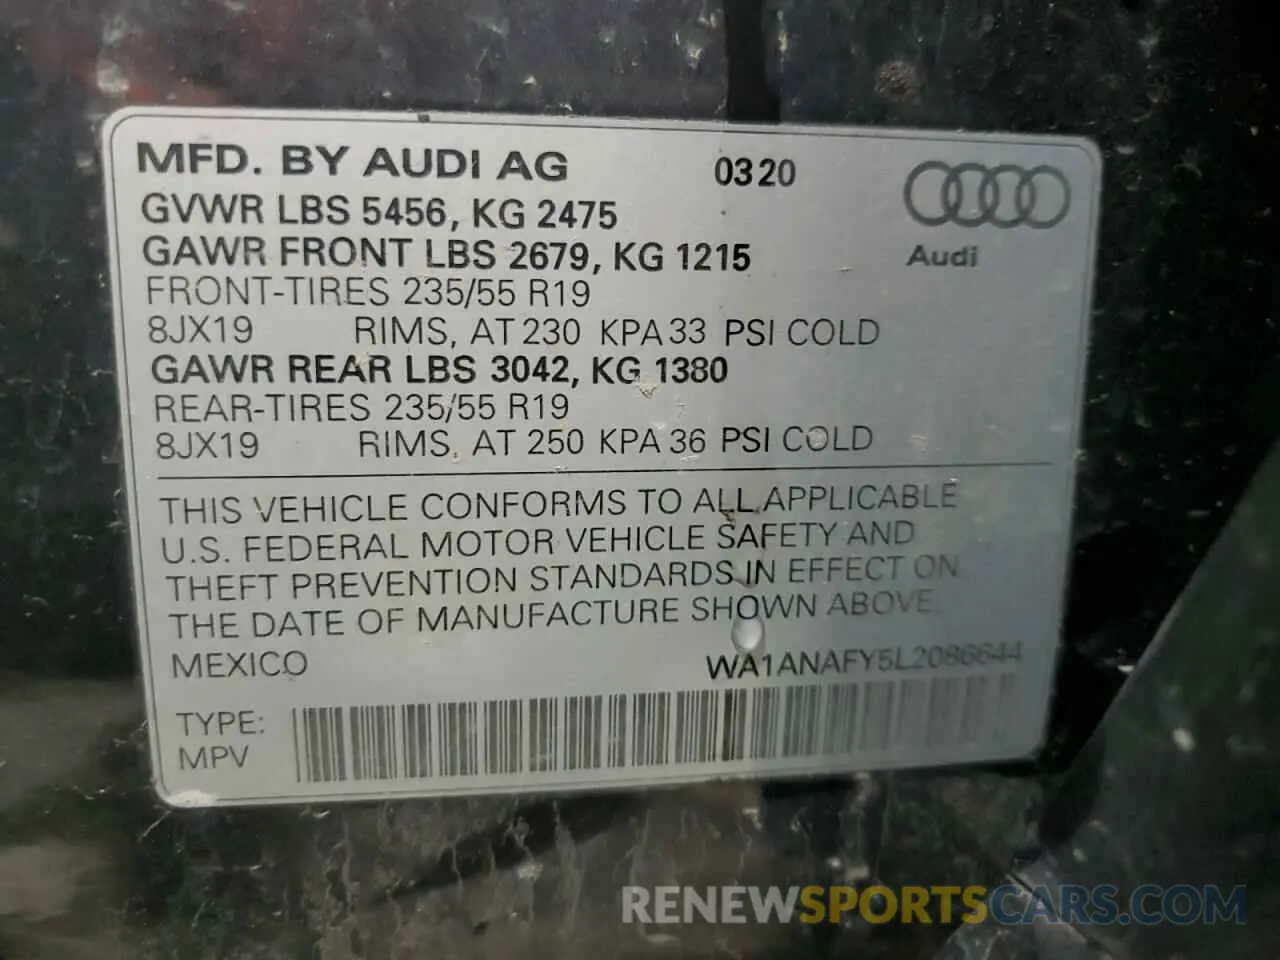 MFD. BY AUDI AG 0320
GVWR LBS 5456, KG 2475
GAWR FRONT LBS 2679, KG 1215
Audi
FRONT-TIRES 235/55 R19
8JX19 RIMS, AT 230 KPA 33 PSI COLD
GAWR REAR LBS 3042, KG 1380
REAR-TIRES 235/55 R19
8JX19 RIMS, AT 250 KPA 36 PSI COLD
THIS VEHICLE CONFORMS TO ALL APPLICABLE
U.S. FEDERAL MOTOR VEHICLE SAFETY AND
THEFT PREVENTION STANDARDS IN EFFECT ON
THE DATE OF MANUFACTURE SHOWN ABOVE.
MEXICO WA1ANAFY5L2086644
TYPE:
MPV
RENEWSPORTSCARS.COM